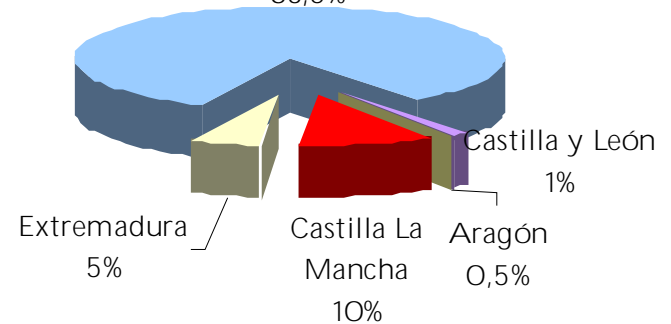 Castilla y León
1%
Extremadura
5%
Castilla La
Mancha
10%
Aragón
0,5%